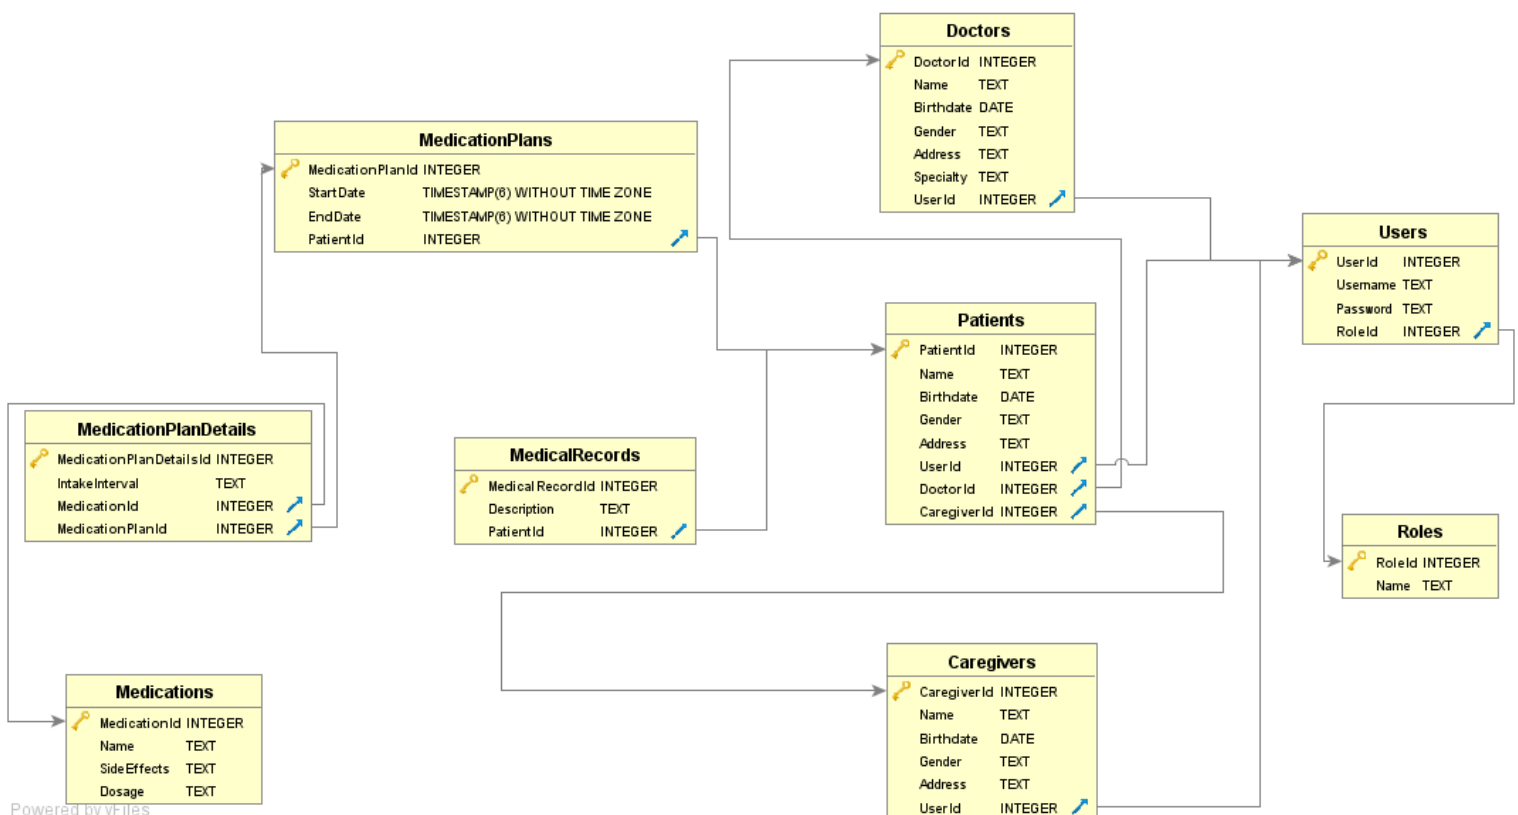 Doctors
DoctorId INTEGER
Name TEXT
Birthdate DATE
Gender TEXT
Address TEXT
Specialty TEXT
UserId INTEGER
MedicationPlans
MedicationPlanId INTEGER
StartDate TIMESTAMP(6) WITHOUT TIME ZONE
EndDate TIMESTAMP(6) WITHOUT TIME ZONE
PatientId INTEGER
Users
UserId INTEGER
Username TEXT
Password TEXT
RoleId INTEGER
Patients
PatientId INTEGER
Name TEXT
Birthdate DATE
Gender TEXT
Address TEXT
UserId INTEGER
DoctorId INTEGER
CaregiverId INTEGER
MedicationPlanDetails
MedicationPlanDetailsId INTEGER
IntakeInterval TEXT
MedicationId INTEGER
MedicationPlanId INTEGER
MedicalRecords
MedicalRecordId INTEGER
Description TEXT
PatientId INTEGER
Roles
RoleId INTEGER
Name TEXT
Medications
MedicationId INTEGER
Name TEXT
SideEffects TEXT
Dosage TEXT
Caregivers
CaregiverId INTEGER
Name TEXT
Birthdate DATE
Gender TEXT
Address TEXT
UserId INTEGER
Powered by yFiles